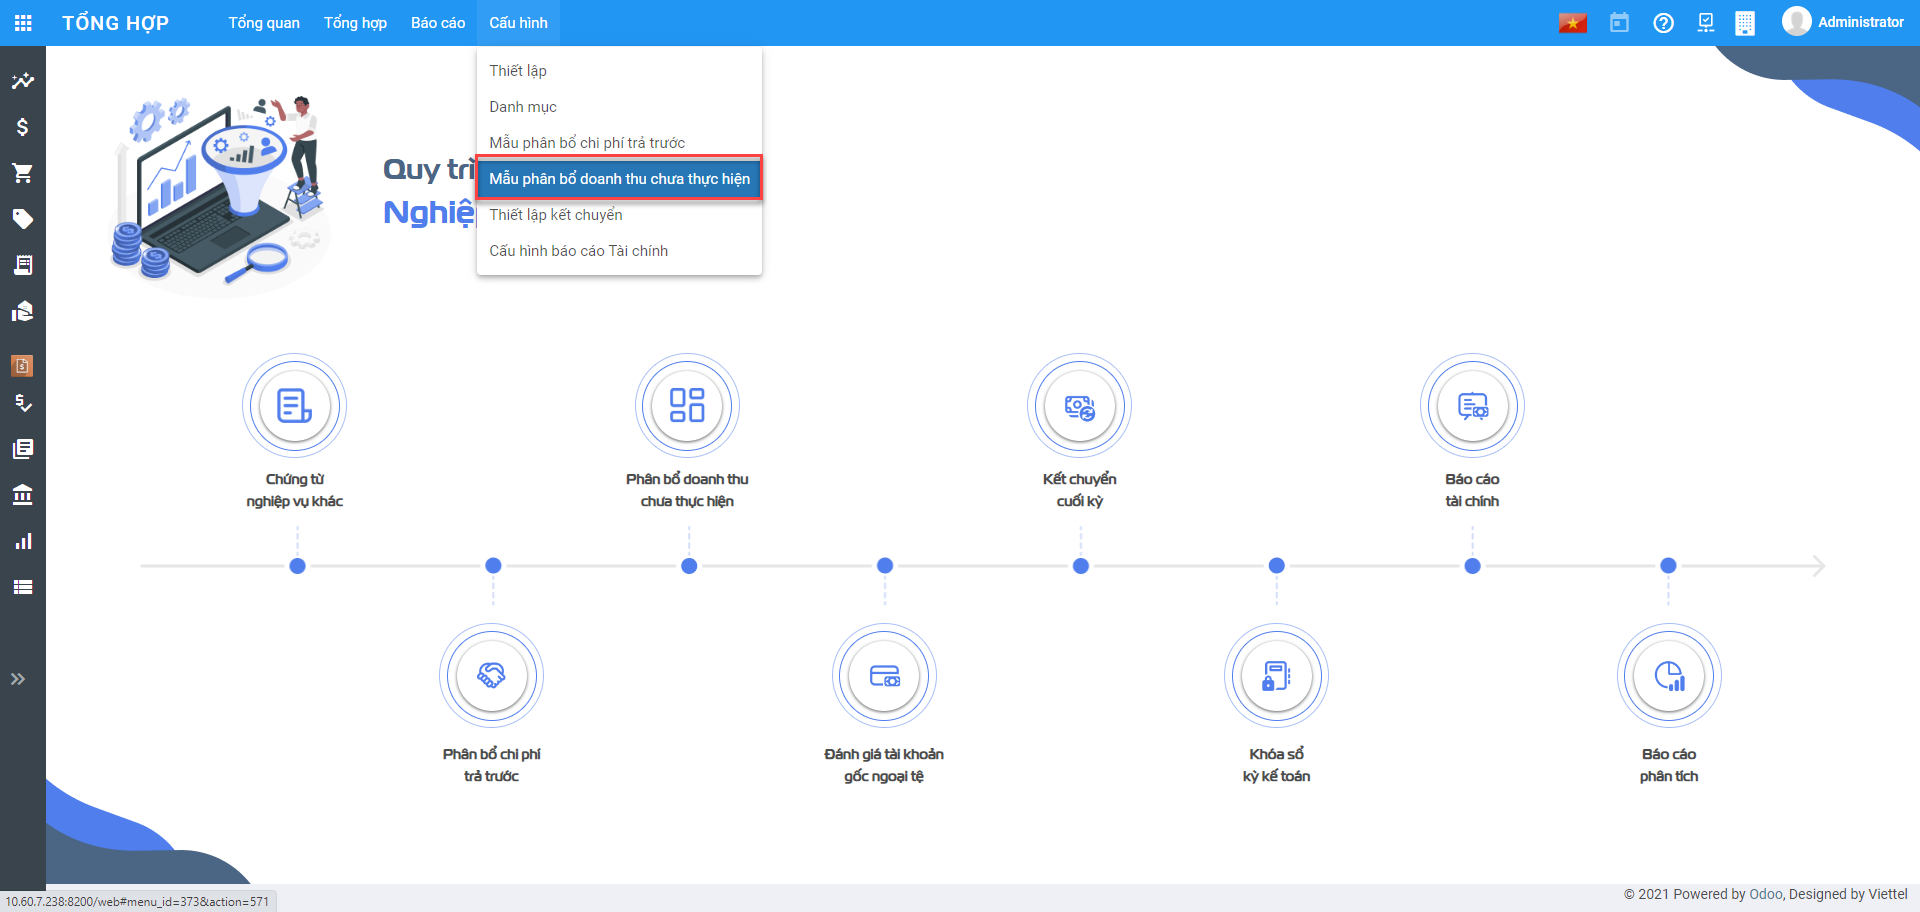 TỔNG HỢP
Tổng quan
Tổng hợp
Báo cáo
Cấu hình
Administrator
Thiết lập
Danh mục
Mẫu phân bổ chi phí trả trước
Mẫu phân bổ doanh thu chưa thực hiện
Thiết lập kết chuyển
Cấu hình báo cáo Tài chính
Quy
Chứng từ
nghiệp vụ khác
Phân bổ doanh thu
chưa thực hiện
Kết chuyển
cuối kỳ
Báo cáo
tài chính
Phân bổ chi phí
trả trước
Đánh giá tài khoản
gốc ngoại tệ
Khóa sổ
kỳ kế toán
Báo cáo
phân tích
10.60.7.238:8200/web#menu_id=373&action=571
© 2021 Powered by Odoo, Designed by Viettel